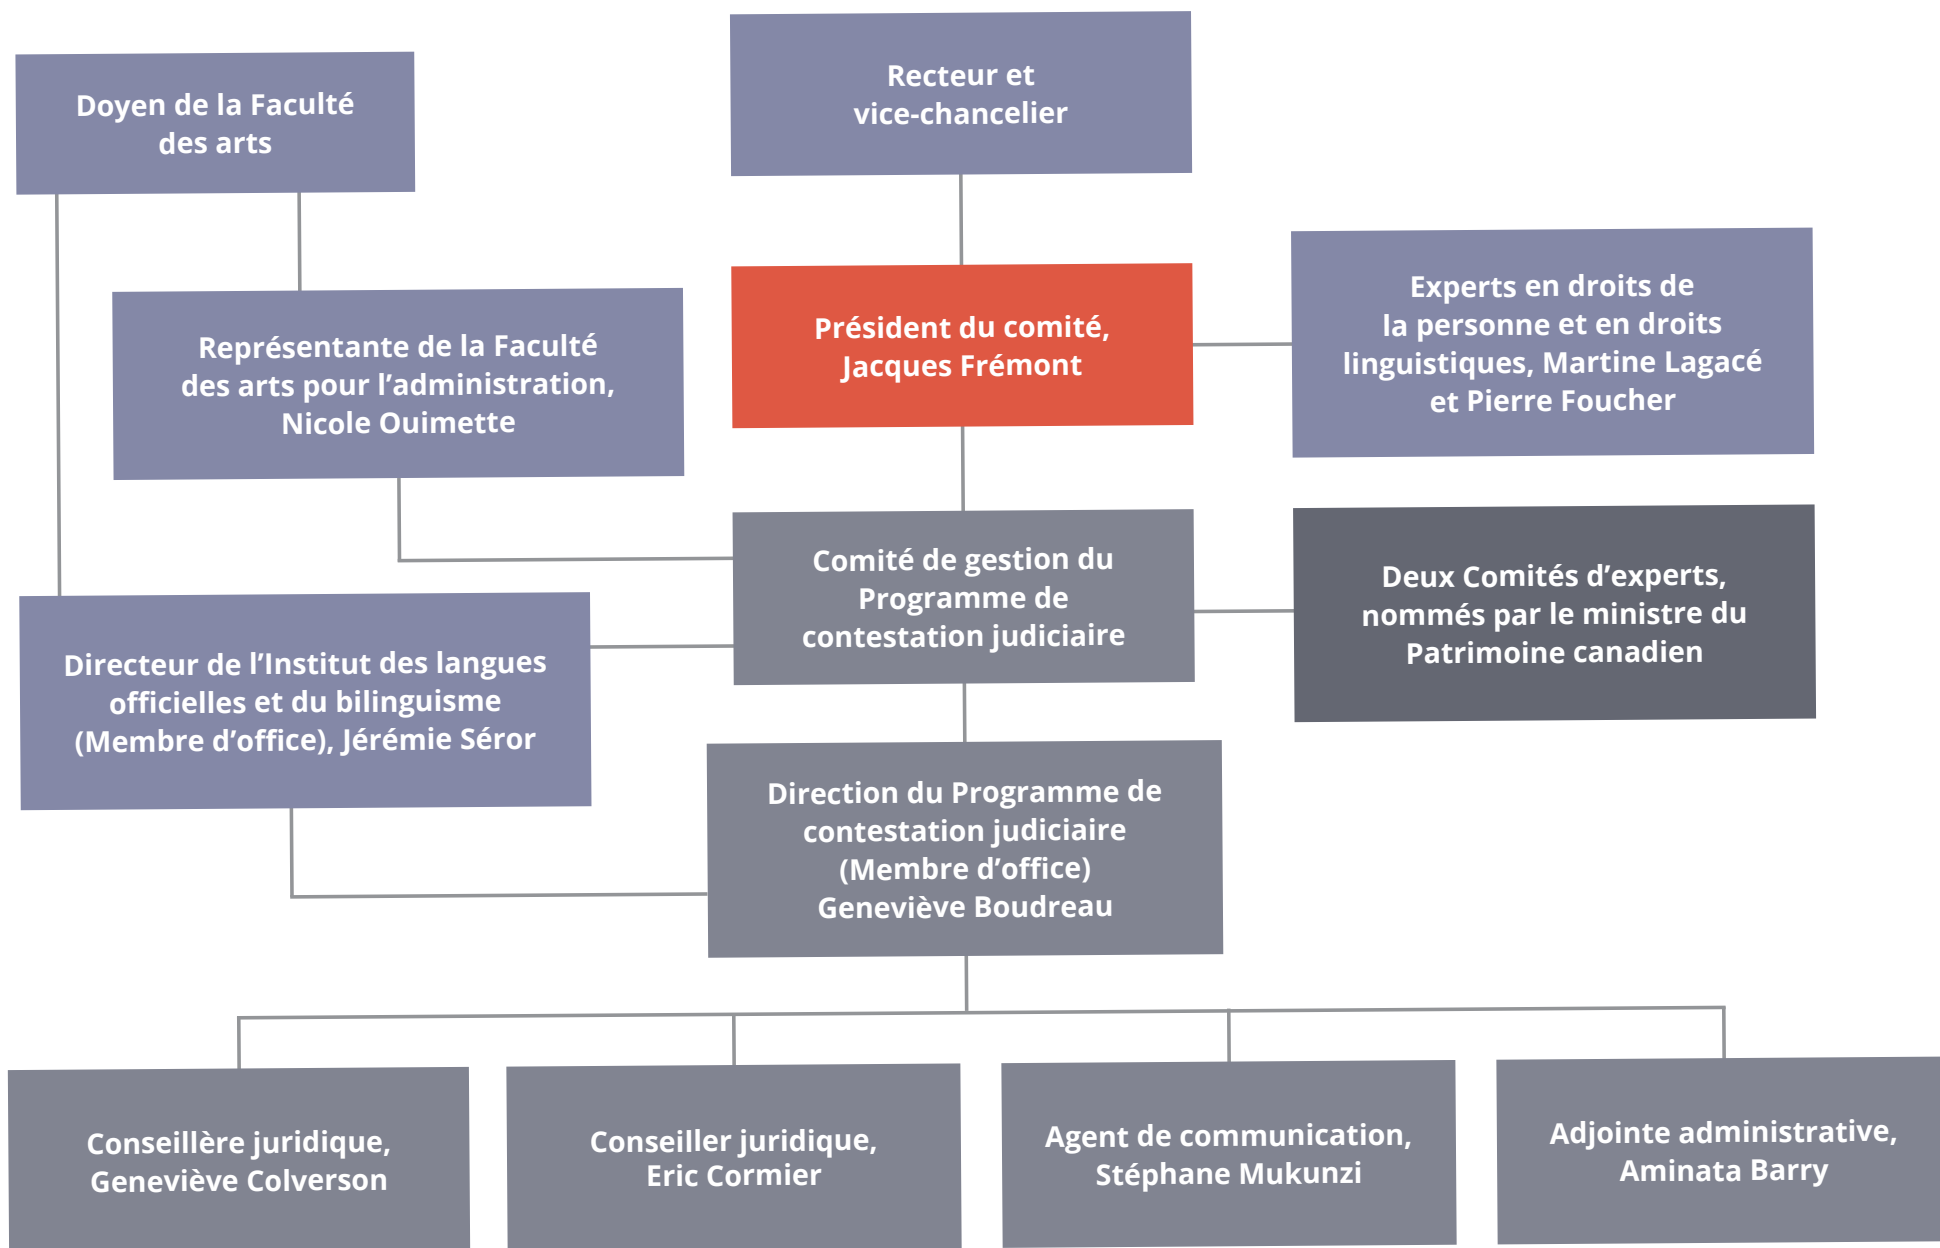 Doyen de la Faculté
des arts
Recteur et
vice-chancelier
Représentante de la Faculté
des arts pour l’administration,
Nicole Ouimette
Président du comité,
Jacques Frémont
Experts en droits de
la personne et en droits
linguistiques, Martine Lagacé
et Pierre Foucher
Comité de gestion du
Programme de
contestation judiciaire
Deux Comités d’experts,
nommés par le ministre du
Patrimoine canadien
Directeur de l’Institut des langues
officielles et du bilinguisme
(Membre d’office), Jérémie Séror
Direction du Programme de
contestation judiciaire
(Membre d’office)
Geneviève Boudreau
Conseillère juridique,
Geneviève Colverson
Conseiller juridique,
Eric Cormier
Agent de communication,
Stéphane Mukunzi
Adjointe administrative,
Aminata Barry